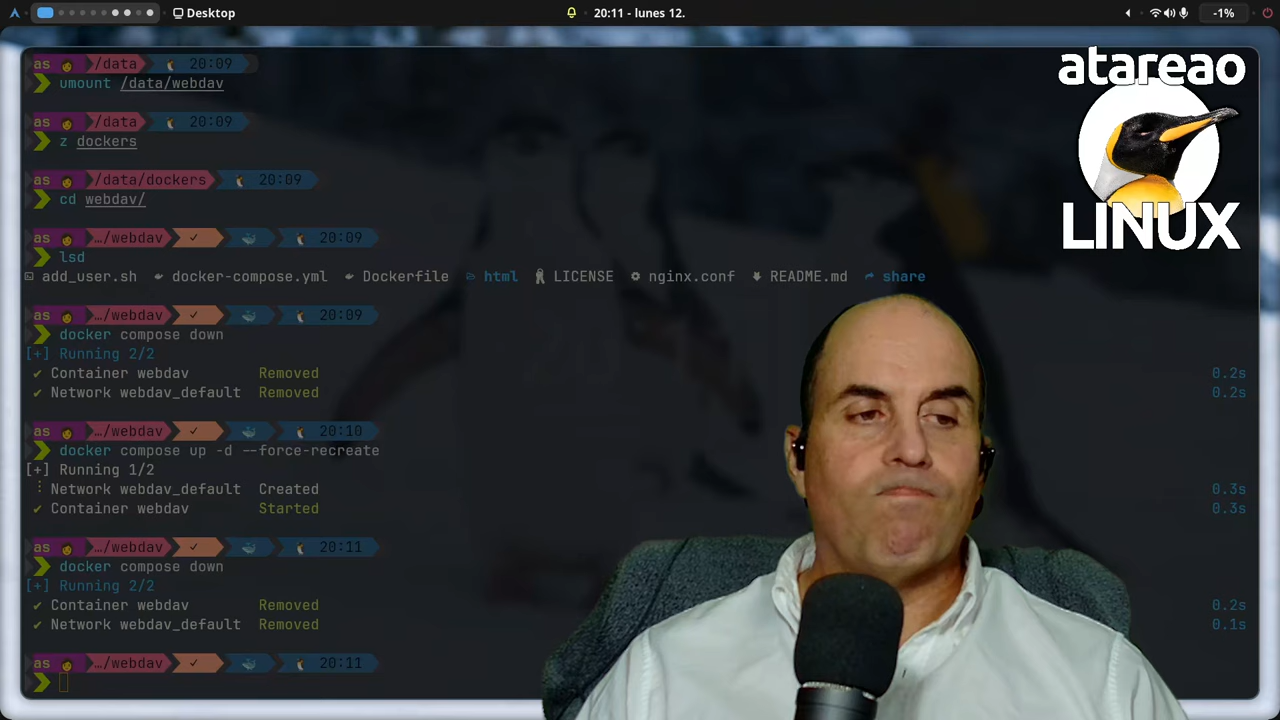 Desktop
20:11 - lunes 12.
-1%
as /data 20:09
umount /data/webdav
as /data 20:09
z dockers
as /data/dockers 20:09
cd webdav/
as …/webdav ✓ 20:09
lsd
add_user.sh docker-compose.yml Dockerfile html LICENSE nginx.conf README.md share
as …/webdav ✓ 20:09
docker compose down
[+] Running 2/2
✔ Container webdav Removed 0.2s
✔ Network webdav_default Removed 0.2s
as …/webdav ✓ 20:10
docker compose up -d --force-recreate
[+] Running 1/2
⠸ Network webdav_default Created 0.3s
✔ Container webdav Started 0.3s
as …/webdav ✓ 20:11
docker compose down
[+] Running 2/2
✔ Container webdav Removed 0.2s
✔ Network webdav_default Removed 0.1s
as …/webdav ✓ 20:11
atareao
LINUX